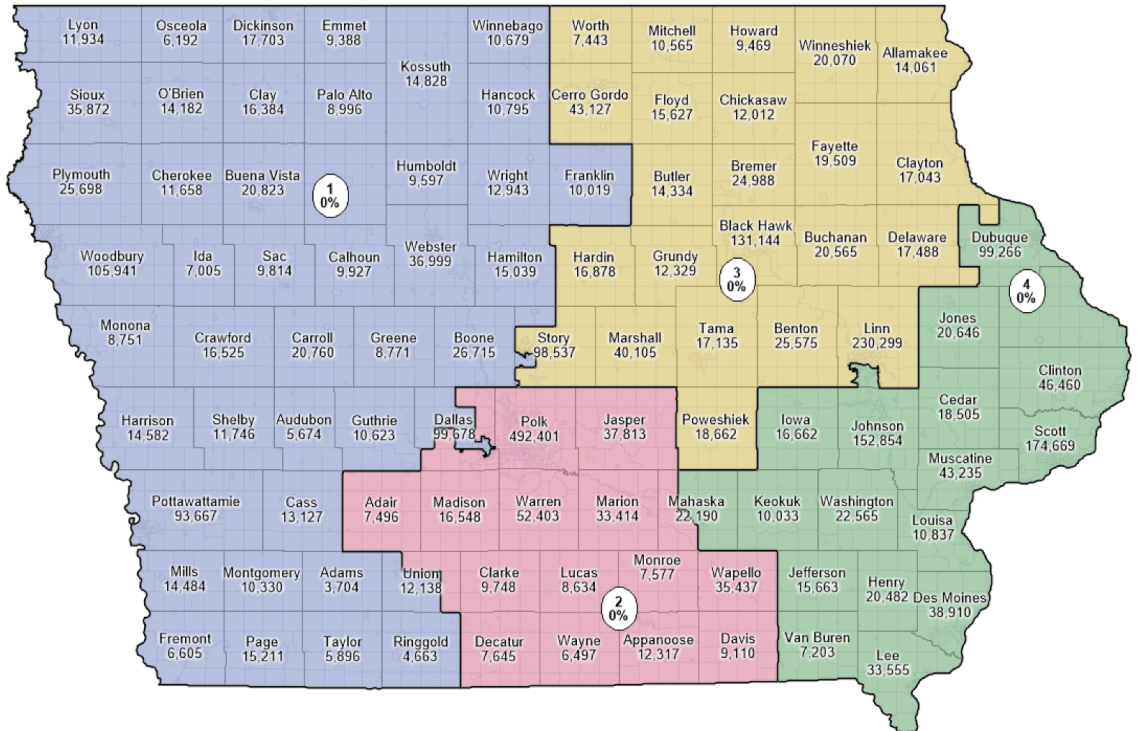 Lyon
11,934
Osceola
6,192
Dickinson
17,703
Emmet
9,388
Kossuth
14,828
Winnebago
10,679
Worth
7,443
Mitchell
10,565
Howard
9,469
Winneshiek
20,070
Allamakee
14,061
Sioux
35,872
O'Brien
14,182
Clay
16,384
Palo Alto
8,996
Hancock
10,795
Cerro Gordo
43,127
Floyd
15,627
Chickasaw
12,012
Fayette
19,509
Clayton
17,043
Plymouth
25,698
Cherokee
11,658
Buena Vista
20,823
1
0%
Humboldt
9,597
Wright
12,943
Franklin
10,019
Butler
14,334
Bremer
24,988
Black Hawk
131,144
Buchanan
20,565
Delaware
17,488
Dubuque
99,266
Woodbury
105,941
Ida
7,005
Sac
9,814
Calhoun
9,927
Webster
36,999
Hamilton
15,039
Hardin
16,878
Grundy
12,329
3
0%
4
0%
Monona
8,751
Crawford
16,525
Carroll
20,760
Greene
8,771
Boone
26,715
Story
98,537
Marshall
40,105
Tama
17,135
Benton
25,575
Linn
230,299
Jones
20,646
Clinton
46,460
Cedar
18,505
Scott
174,669
Harrison
14,582
Shelby
11,746
Audubon
5,674
Guthrie
10,623
Dallas
99,678
Polk
492,401
Jasper
37,813
Poweshiek
18,662
Iowa
16,662
Johnson
152,854
Muscatine
43,235
Pottawattamie
93,667
Cass
13,127
Adair
7,496
Madison
16,548
Warren
52,403
Marion
33,414
Mahaska
22,190
Keokuk
10,033
Washington
22,565
Louisa
10,837
Mills
14,484
Montgomery
10,330
Adams
3,704
Union
12,138
Clarke
9,748
Lucas
8,634
Monroe
7,577
Wapello
35,437
Jefferson
15,663
Henry
20,482
Des Moines
38,910
2
0%
Fremont
6,605
Page
15,211
Taylor
5,896
Ringgold
4,663
Decatur
7,645
Wayne
6,497
Appanoose
12,317
Davis
9,110
Van Buren
7,203
Lee
33,555